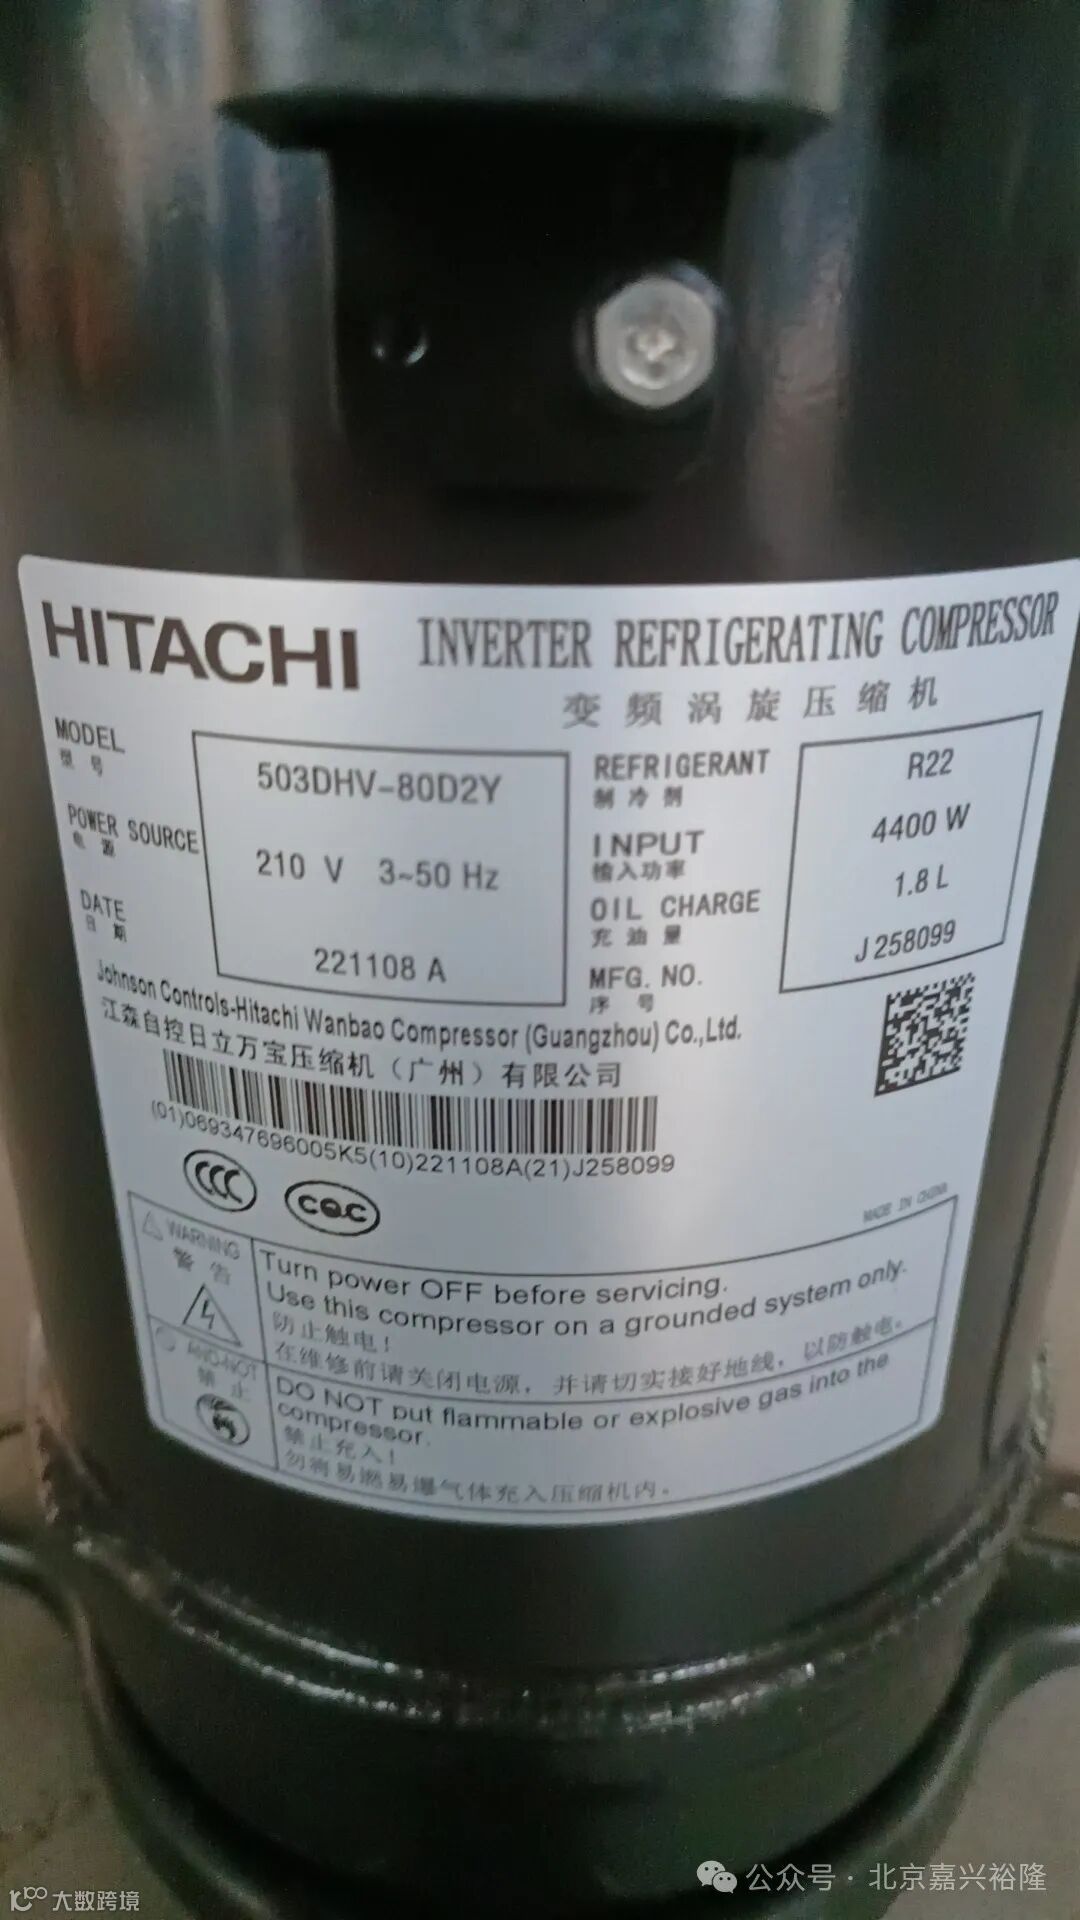 HITACHI INVERTER REFRIGERATING COMPRESSOR
变频涡旋压缩机
MODEL 503DHV-80D2Y
型号
POWER SOURCE 210 V 3~50 Hz
电源
DATE 221108 A
日期
REFRIGERANT R22
制冷剂
INPUT 4400 W
输入功率
OIL CHARGE 1.8 L
充油量
MFG. NO. J 258099
序号
Johnson Controls-Hitachi Wanbao Compressor (Guangzhou) Co.,Ltd.
江森自控日立万宝压缩机（广州）有限公司
(01)069347696005K5(10)221108A(21)J258099
CCC CQC
MADE IN CHINA
WARNING
警告
Turn power OFF before servicing.
Use this compressor on a grounded system only.
防止触电！
在维修前请关闭电源，并请切实接好地线，以防触电。
禁止
DO NOT put flammable or explosive gas into the
compressor.
禁止充入！
勿将易燃易爆气体充入压缩机内。
公众号·北京嘉兴裕隆
大数跨境